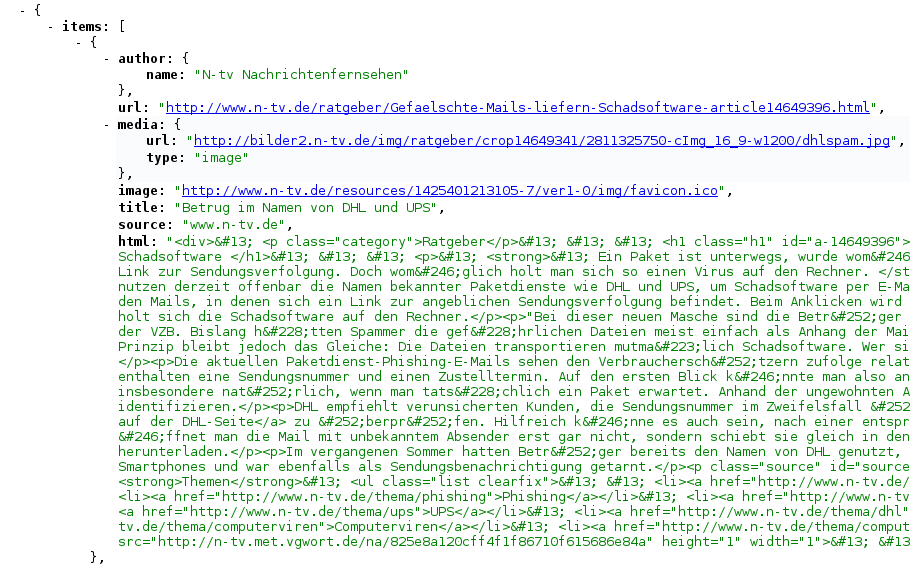 - {
- items: [
- {
- author: {
name: "N-tv Nachrichtenfernsehen"
},
url: "http://www.n-tv.de/ratgeber/Gefaelschte-Mails-liefern-Schadsoftware-article14649396.html",
- media: {
url: "http://bilder2.n-tv.de/img/ratgeber/crop14649341/2811325750-cImg_16_9-w1200/dhlspam.jpg",
type: "image"
},
image: "http://www.n-tv.de/resources/1425401213105-7/ver1-0/img/favicon.ico",
title: "Betrug im Namen von DHL und UPS",
source: "www.n-tv.de",
html: "<div>&#13; <p class="category">Ratgeber</p>&#13; &#13; &#13; <h1 class="h1" id="a-14649396">
Schadsoftware </h1>&#13; &#13; &#13; <p>&#13; <strong>&#13; Ein Paket ist unterwegs, wurde wom&#246
Link zur Sendungsverfolgung. Doch wom&#246;glich holt man sich so einen Virus auf den Rechner. </st
nutzen derzeit offenbar die Namen bekannter Paketdienste wie DHL und UPS, um Schadsoftware per E-Ma
den Mails, in denen sich ein Link zur angeblichen Sendungsverfolgung befindet. Beim Anklicken wird
holt sich die Schadsoftware auf den Rechner.</p><p>"Bei dieser neuen Masche sind die Betr&#252;ger
der VZB. Bislang h&#228;tten Spammer die gef&#228;hrlichen Dateien meist einfach als Anhang der Mai
Prinzip bleibt jedoch das Gleiche: Die Dateien transportieren mutma&#223;lich Schadsoftware. Wer si
</p><p>Die aktuellen Paketdienst-Phishing-E-Mails sehen den Verbrauchersch&#252;tzern zufolge relat
enthalten eine Sendungsnummer und einen Zustelltermin. Auf den ersten Blick k&#246;nnte man also an
insbesondere nat&#252;rlich, wenn man tats&#228;chlich ein Paket erwartet. Anhand der ungewohnten A
identifizieren.</p><p>DHL empfiehlt verunsicherten Kunden, die Sendungsnummer im Zweifelsfall &#252
auf der DHL-Seite</a> zu &#252;berpr&#252;fen. Hilfreich k&#246;nne es auch sein, nach einer entspr
&#246;ffnet man die Mail mit unbekanntem Absender erst gar nicht, sondern schiebt sie gleich in den
herunterladen.</p><p>Im vergangenen Sommer hatten Betr&#252;ger bereits den Namen von DHL genutzt,
Smartphones und war ebenfalls als Sendungsbenachrichtigung getarnt.</p><p class="source" id="source
<strong>Themen</strong>&#13; <ul class="list clearfix">&#13; &#13; <li><a href="http://www.n-tv.de/
<li><a href="http://www.n-tv.de/thema/phishing">Phishing</a></li>&#13; <li><a href="http://www.n-tv
<a href="http://www.n-tv.de/thema/ups">UPS</a></li>&#13; <li><a href="http://www.n-tv.de/thema/dhl"
tv.de/thema/computerviren">Computerviren</a></li>&#13; <li><a href="http://www.n-tv.de/thema/comput
src="http://n-tv.met.vgwort.de/na/825e8a120cff4f1f86710f615686e84a" height="1" width="1">&#13; &#13
},